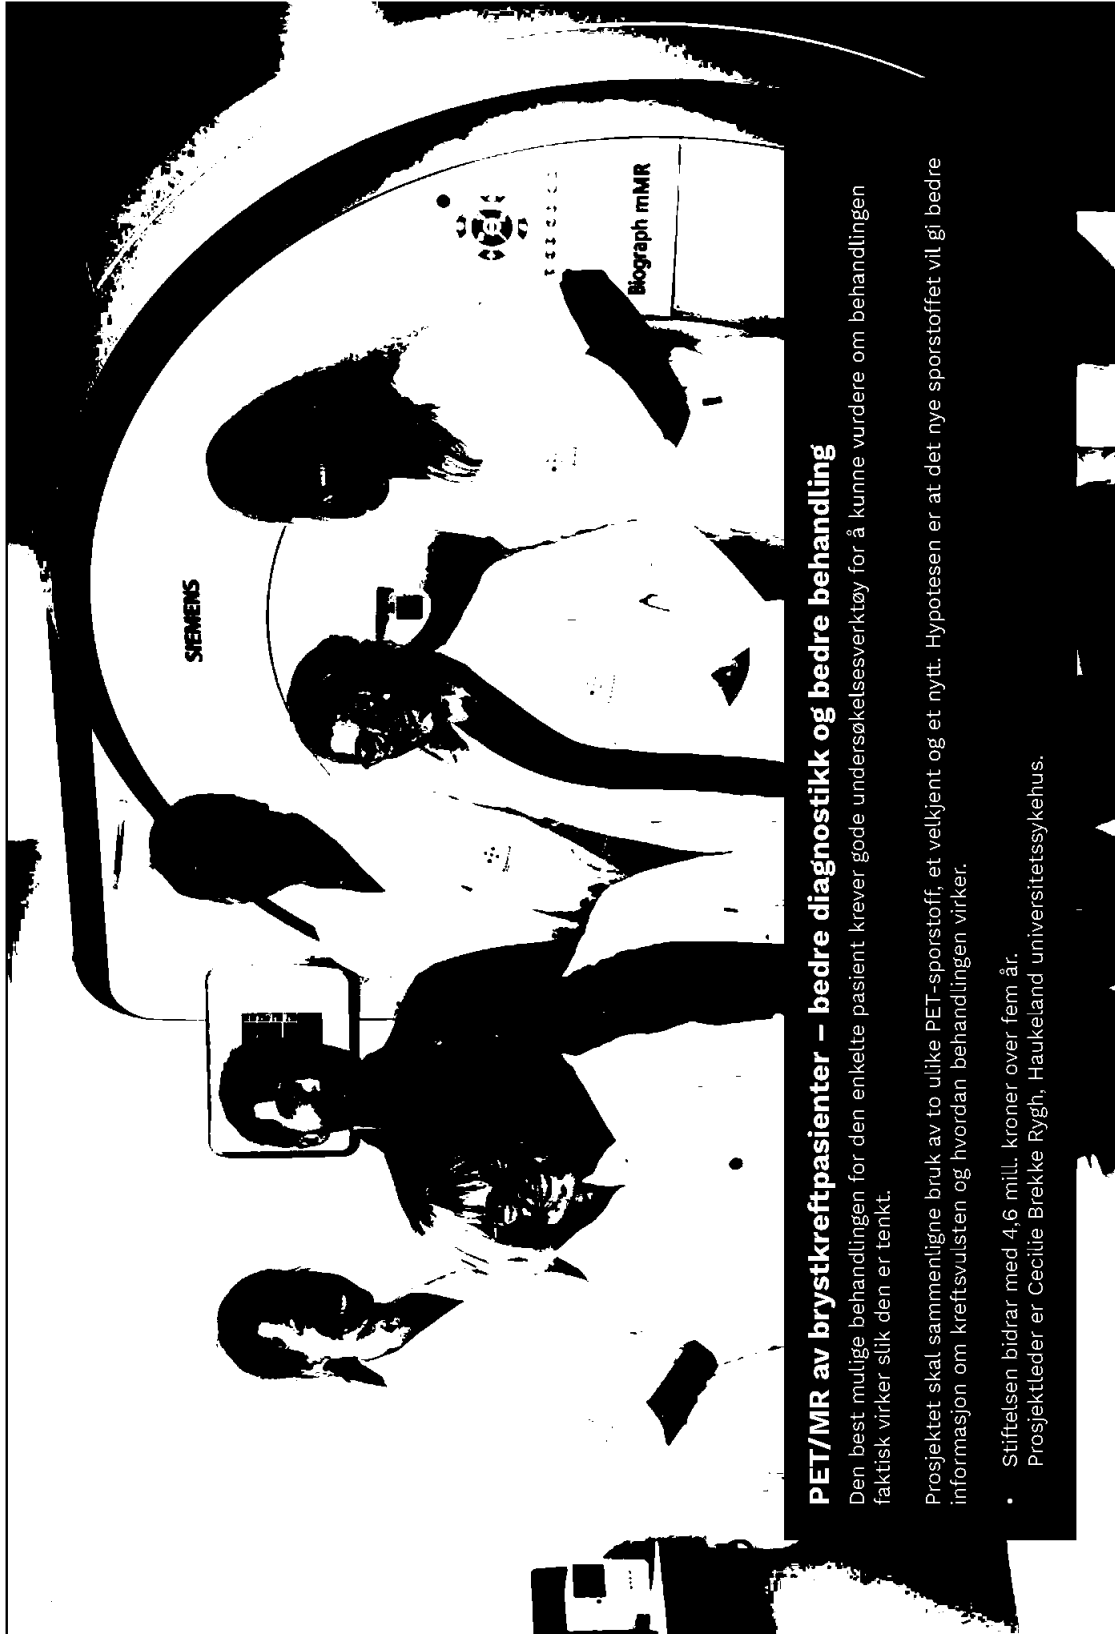 SIEMENS
Biograph mMR
PET/MR av brystkreftpasienter – bedre diagnostikk og bedre behandling
Den best mulige behandlingen for den enkelte pasient krever gode undersøkelsesverktøy for å kunne vurdere om behandlingen
faktisk virker slik den er tenkt.
Prosjektet skal sammenligne bruk av to ulike PET-sporstoff, et velkjent og et nytt. Hypotesen er at det nye sporstoffet vil gi bedre
informasjon om kreftsvulsten og hvordan behandlingen virker.
• Stiftelsen bidrar med 4,6 mill. kroner over fem år.
Prosjektleder er Cecilie Brekke Rygh, Haukeland universitetssykehus.